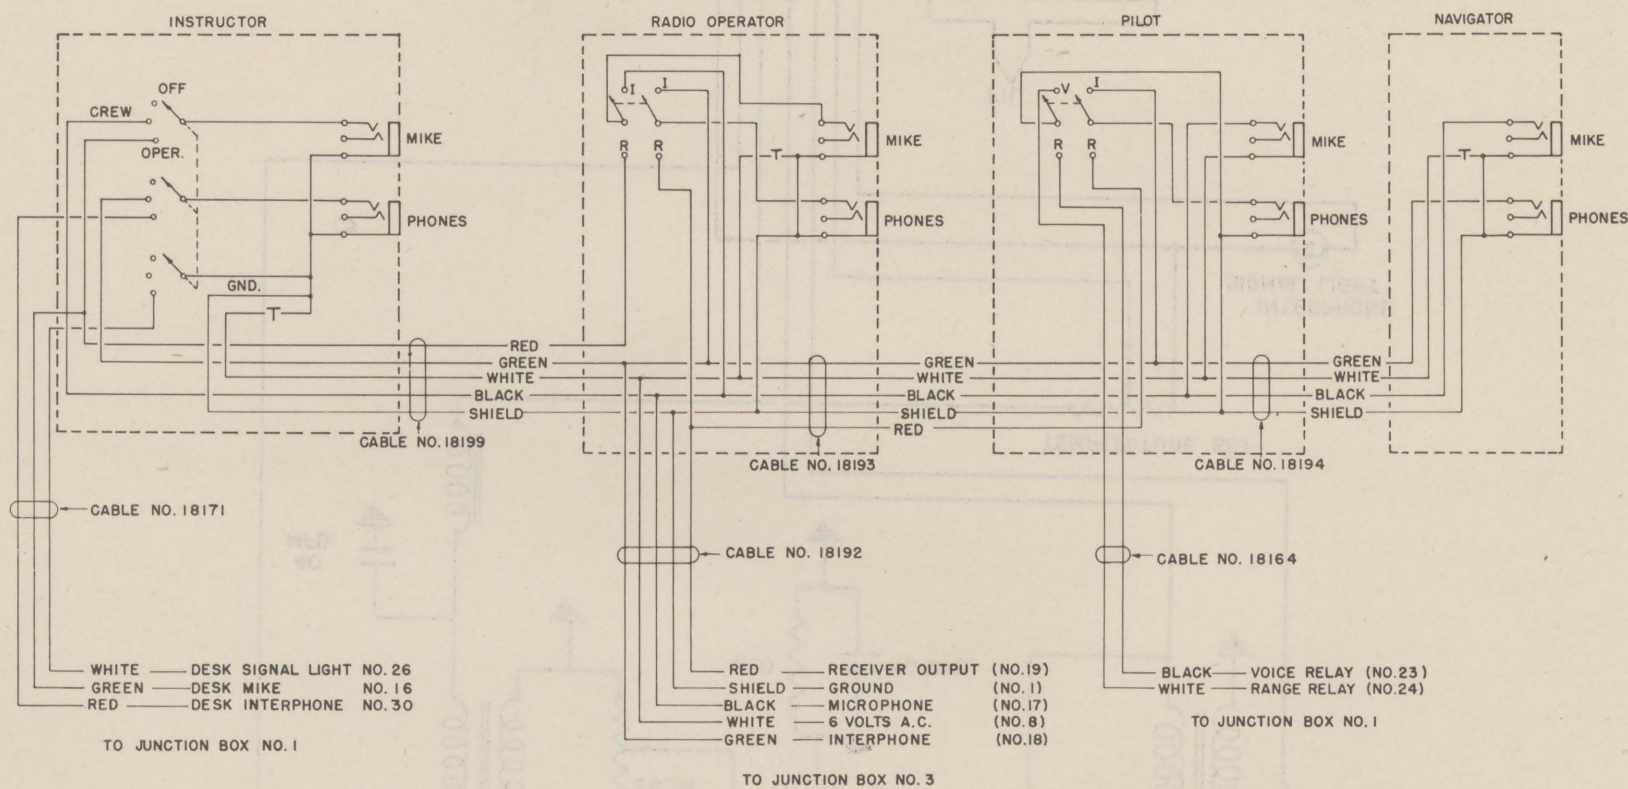 INSTRUCTOR
RADIO OPERATOR
PILOT
NAVIGATOR
OFF
CREW
OPER.
MIKE
PHONES
GND.
T
I
I
R
R
T
MIKE
PHONES
V
I
R
R
MIKE
PHONES
T
MIKE
PHONES
RED
GREEN
WHITE
BLACK
SHIELD
GREEN
WHITE
BLACK
SHIELD
RED
GREEN
WHITE
BLACK
SHIELD
CABLE NO. 18199
CABLE NO. 18193
CABLE NO. 18194
CABLE NO. 18171
CABLE NO. 18192
CABLE NO. 18164
WHITE DESK SIGNAL LIGHT NO. 26
GREEN DESK MIKE NO. 16
RED DESK INTERPHONE NO. 30
TO JUNCTION BOX NO. 1
RED RECEIVER OUTPUT (NO. 19)
SHIELD GROUND (NO. 1)
BLACK MICROPHONE (NO. 17)
WHITE 6 VOLTS A.C. (NO. 8)
GREEN INTERPHONE (NO. 18)
TO JUNCTION BOX NO. 3
BLACK VOICE RELAY (NO. 23)
WHITE RANGE RELAY (NO. 24)
TO JUNCTION BOX NO. 1